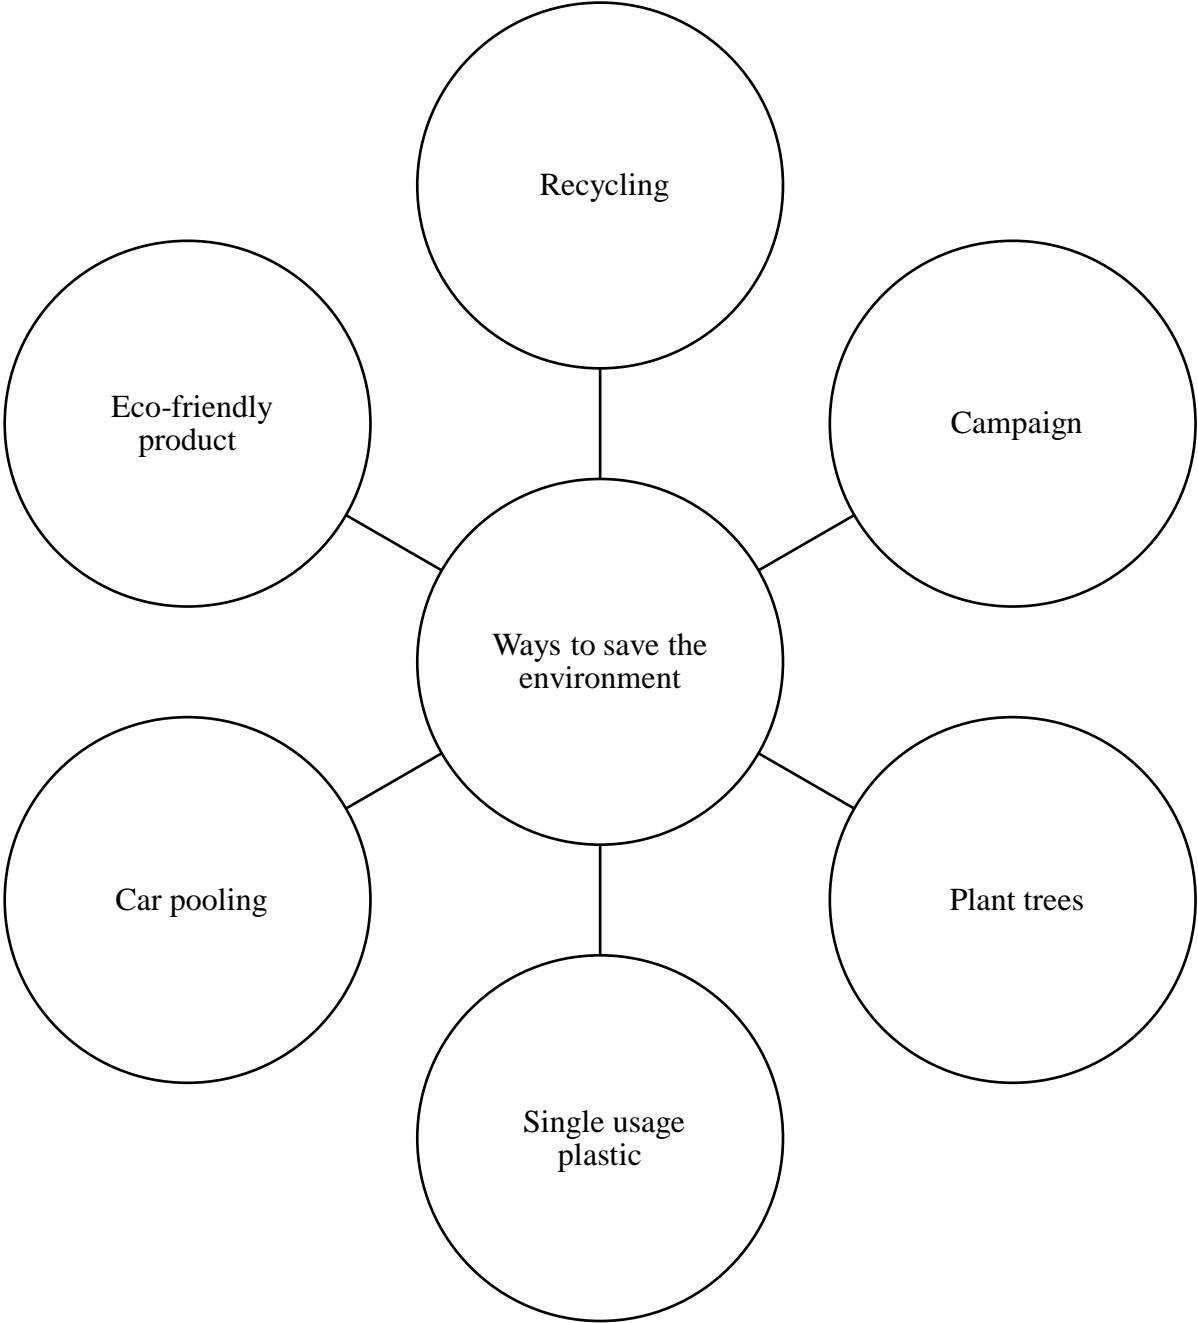 Recycling
Eco-friendly
product
Campaign
Ways to save the
environment
Car pooling
Plant trees
Single usage
plastic